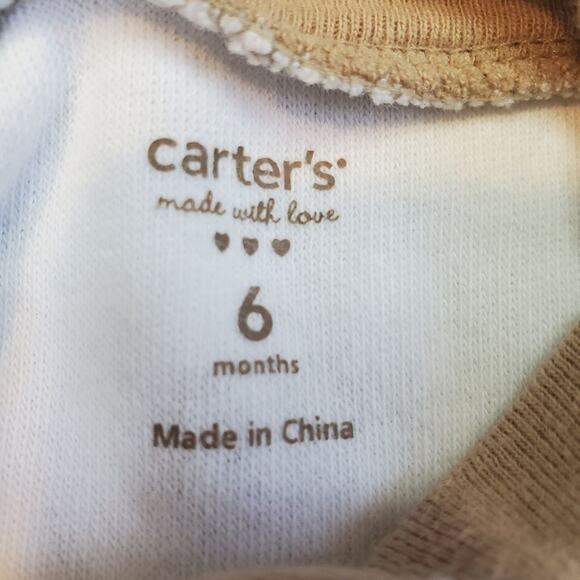 carter's
made with love
6
months
Made in China